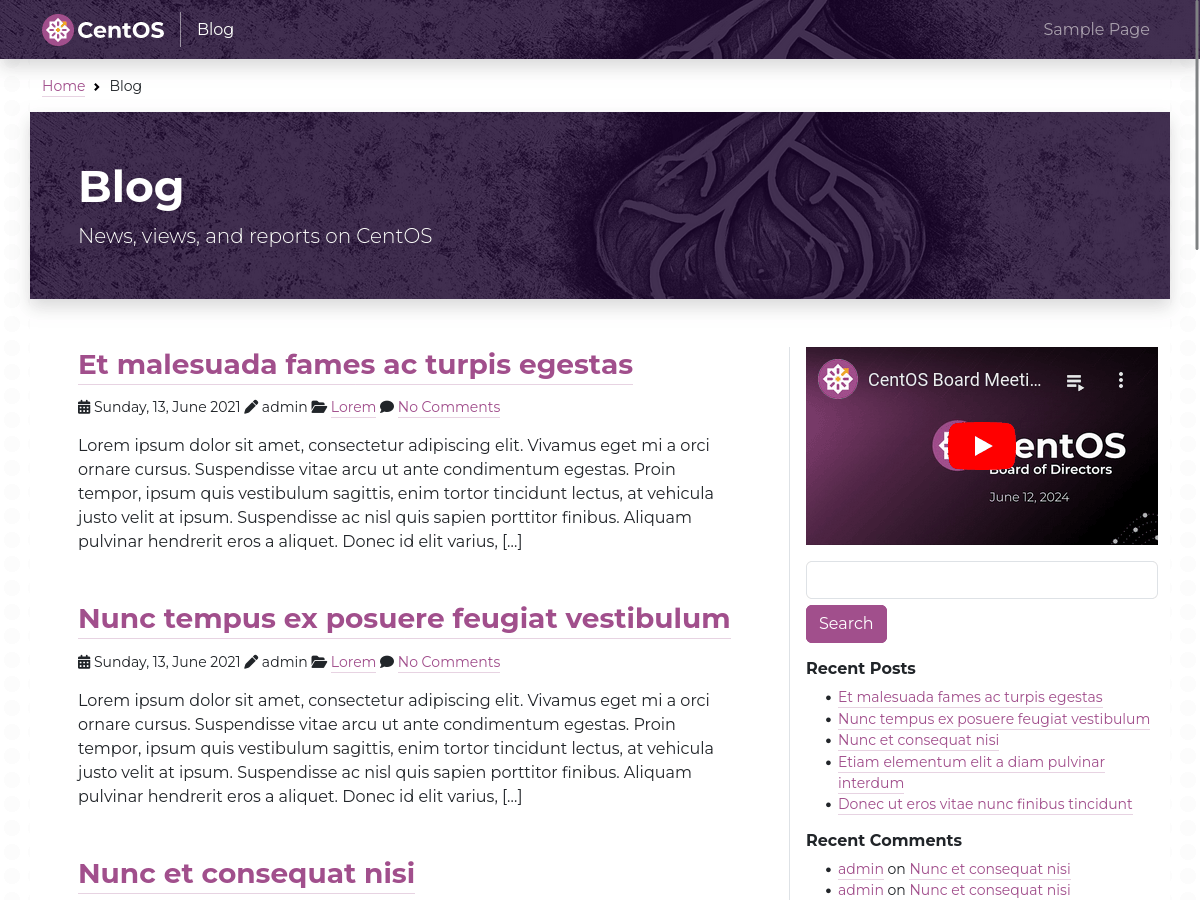 CentOS Blog Sample Page
Home Blog
Blog
News, views, and reports on CentOS
Et malesuada fames ac turpis egestas
Sunday, 13, June 2021 admin Lorem No Comments
Lorem ipsum dolor sit amet, consectetur adipiscing elit. Vivamus eget mi a orci
ornare cursus. Suspendisse vitae arcu ut ante condimentum egestas. Proin
tempor, ipsum quis vestibulum sagittis, enim tortor tincidunt lectus, at vehicula
justo velit at ipsum. Suspendisse ac nisl quis sapien porttitor finibus. Aliquam
pulvinar hendrerit eros a aliquet. Donec id elit varius, [...]
Nunc tempus ex posuere feugiat vestibulum
Sunday, 13, June 2021 admin Lorem No Comments
Lorem ipsum dolor sit amet, consectetur adipiscing elit. Vivamus eget mi a orci
ornare cursus. Suspendisse vitae arcu ut ante condimentum egestas. Proin
tempor, ipsum quis vestibulum sagittis, enim tortor tincidunt lectus, at vehicula
justo velit at ipsum. Suspendisse ac nisl quis sapien porttitor finibus. Aliquam
pulvinar hendrerit eros a aliquet. Donec id elit varius, [...]
Nunc et consequat nisi
CentOS Board Meeti...
entOS
Board of Directors
June 12, 2024
Search
Recent Posts
Et malesuada fames ac turpis egestas
Nunc tempus ex posuere feugiat vestibulum
Nunc et consequat nisi
Etiam elementum elit a diam pulvinar
interdum
Donec ut eros vitae nunc finibus tincidunt
Recent Comments
admin on Nunc et consequat nisi
admin on Nunc et consequat nisi